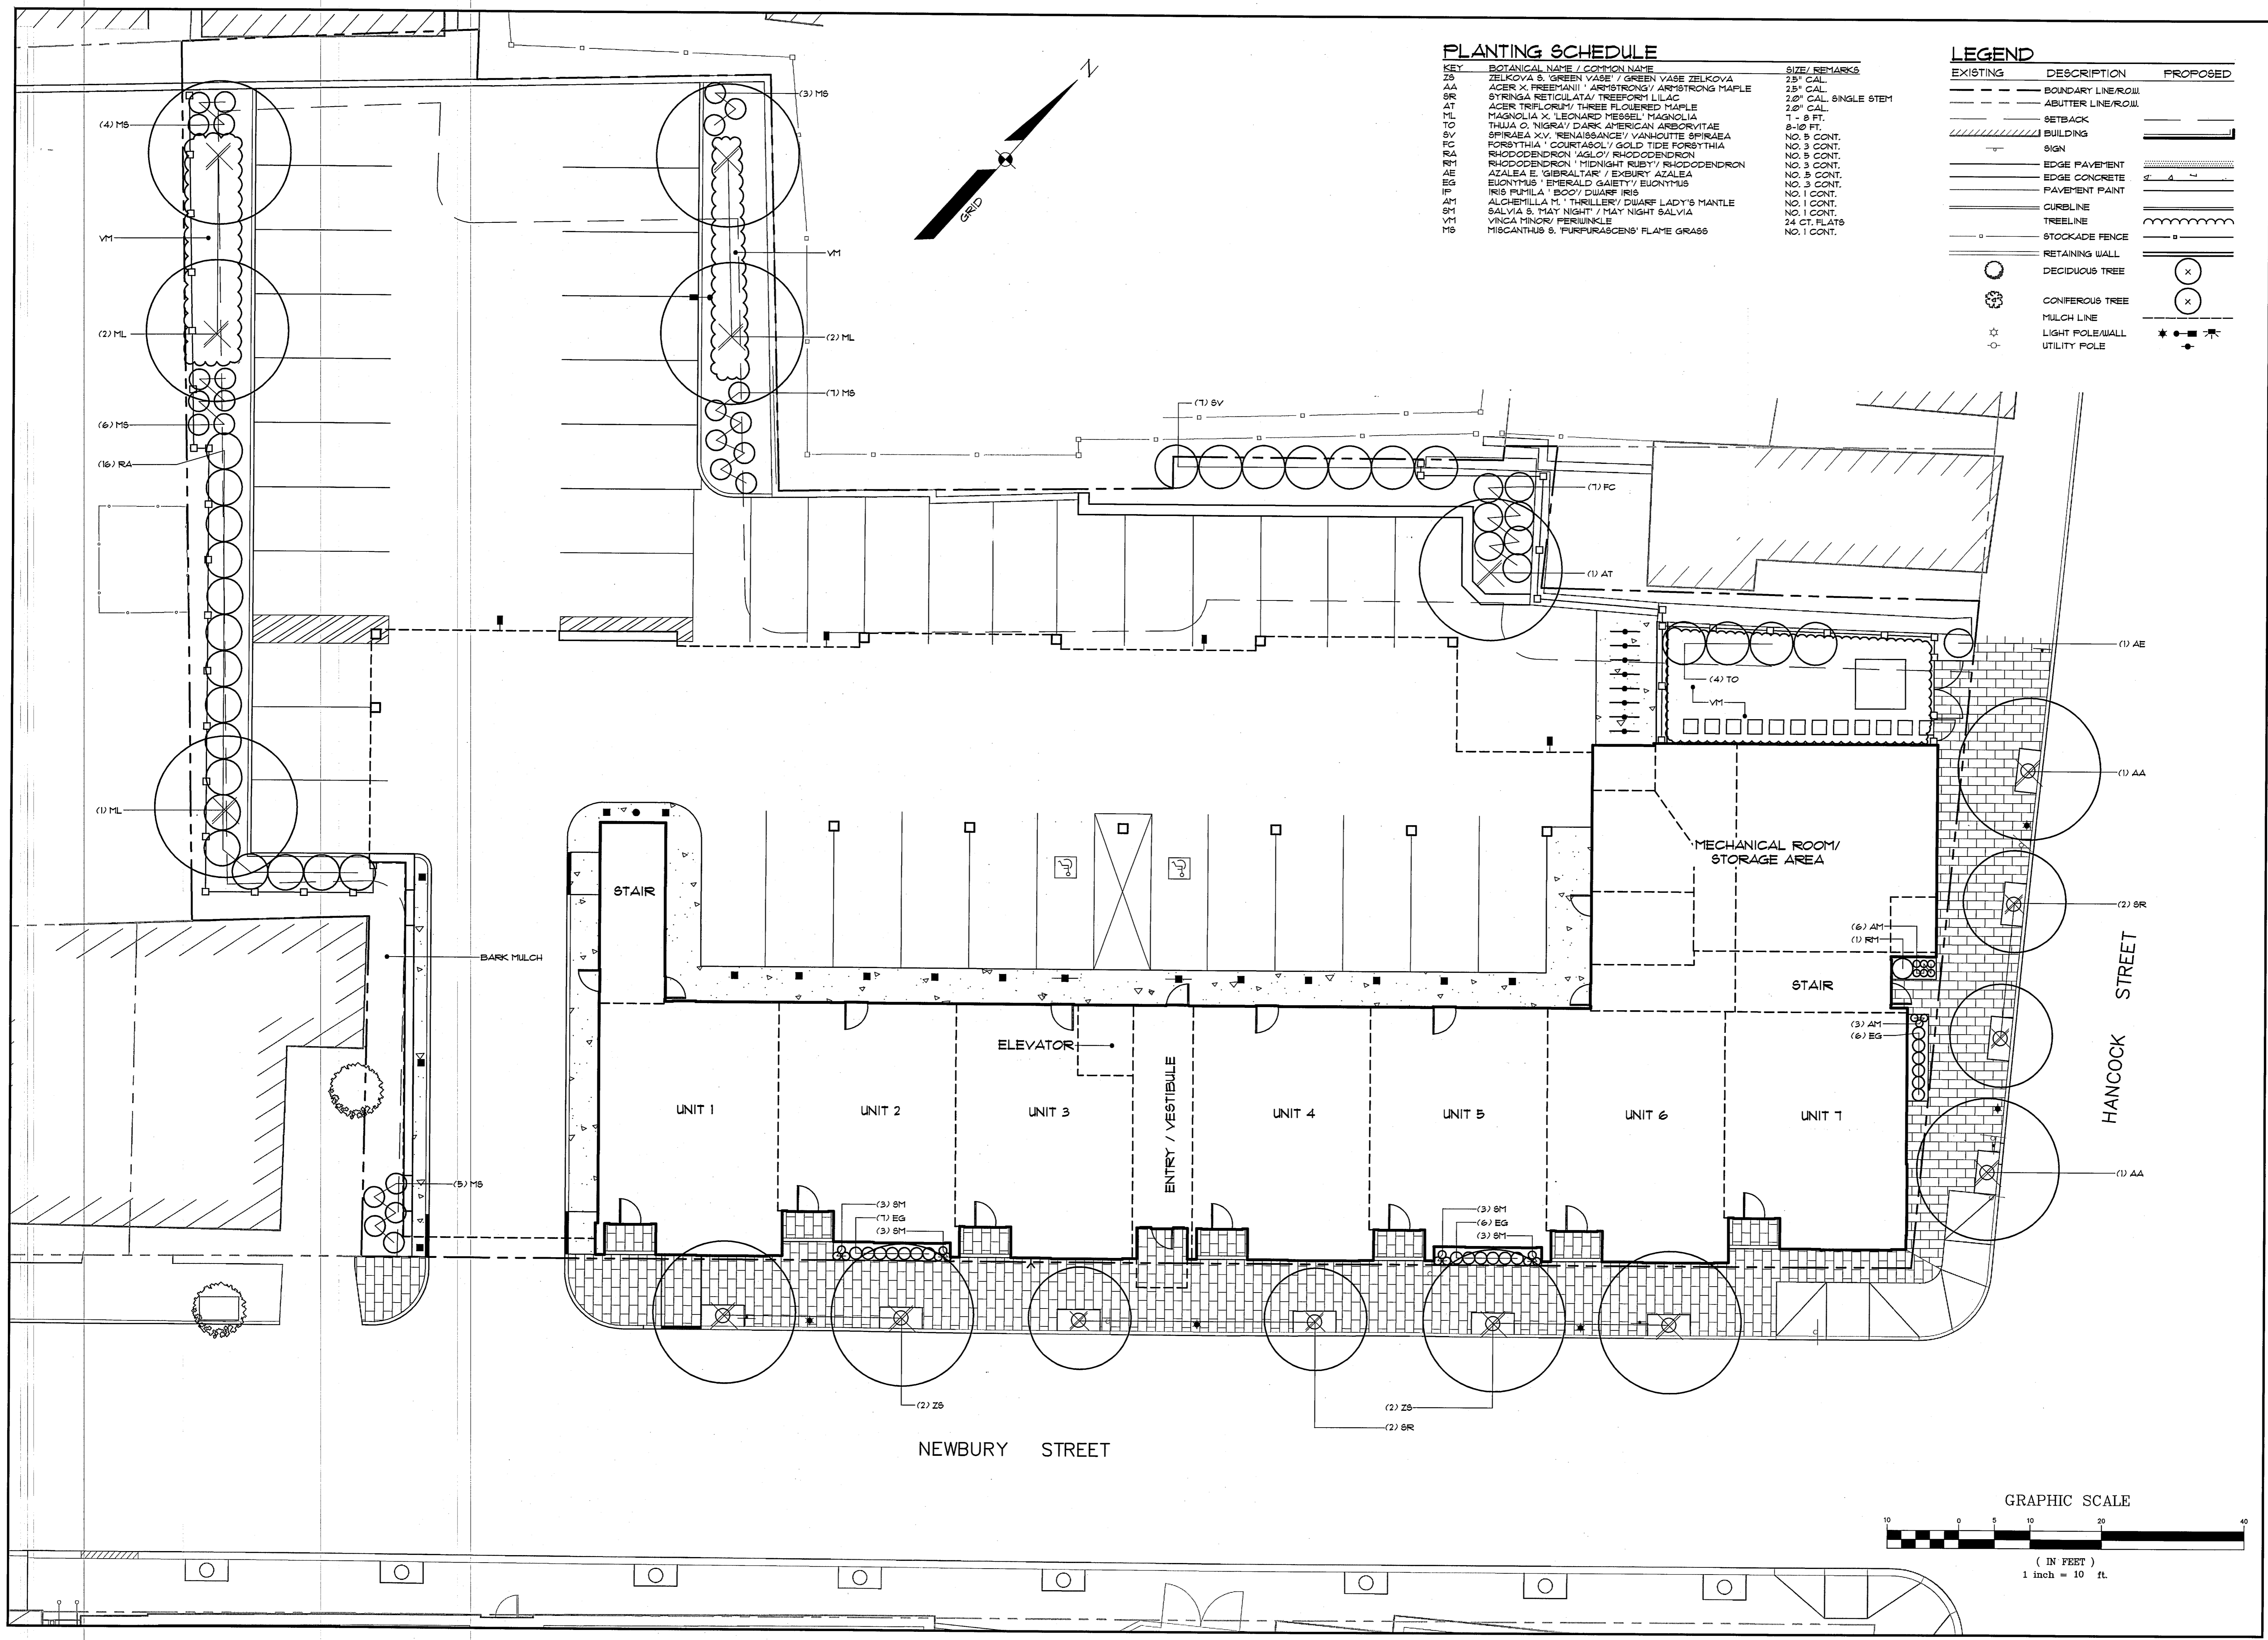 PLANTING SCHEDULE
KEY BOTANICAL NAME / COMMON NAME SIZE/ REMARKS
ZS ZELKOVA S. 'GREEN VASE' / GREEN VASE ZELKOVA 2.5" CAL.
AA ACER X. FREEMANII ' ARMSTRONG'/ ARMSTRONG MAPLE 2.5" CAL.
SR SYRINGA RETICULATA/ TREEFORM LILAC 2.0" CAL. SINGLE STEM
AT ACER TRIFLORUM/ THREE FLOWERED MAPLE 2.0" CAL.
ML MAGNOLIA X. 'LEONARD MESSEL' MAGNOLIA 7 - 8 FT.
TO THUJA O. 'NIGRA'/ DARK AMERICAN ARBORVITAE 8-10 FT.
SV SPIRAEA X.V. 'RENAISSANCE'/ VANHOUTTE SPIRAEA NO. 5 CONT.
FC FORSYTHIA ' COURTASOL'/ GOLD TIDE FORSYTHIA NO. 3 CONT.
RA RHODODENDRON 'AGLO'/ RHODODENDRON NO. 5 CONT.
RM RHODODENDRON ' MIDNIGHT RUBY'/ RHODODENDRON NO. 3 CONT.
AE AZALEA E. 'GIBRALTAR' / EXBURY AZALEA NO. 5 CONT.
EG EUONYMUS ' EMERALD GAIETY'/ EUONYMUS NO. 3 CONT.
IP IRIS PUMILA ' BOO'/ DWARF IRIS NO. 1 CONT.
AM ALCHEMILLA M. ' THRILLER'/ DWARF LADY'S MANTLE NO. 1 CONT.
SM SALVIA S. 'MAY NIGHT' / MAY NIGHT SALVIA NO. 1 CONT.
VM VINCA MINOR/ PERIWINKLE 24 CT. FLATS
MS MISCANTHUS S. 'PURPURASCENS' FLAME GRASS NO. 1 CONT.
LEGEND
EXISTING DESCRIPTION PROPOSED
BOUNDARY LINE/R.O.W.
ABUTTER LINE/R.O.W.
SETBACK
BUILDING
SIGN
EDGE PAVEMENT
EDGE CONCRETE
PAVEMENT PAINT
CURBLINE
TREELINE
STOCKADE FENCE
RETAINING WALL
DECIDUOUS TREE
CONIFEROUS TREE
MULCH LINE
LIGHT POLE/WALL
UTILITY POLE
N
GRID
(3) MS
(4) MS
VM
VM
(2) ML
(2) ML
(7) MS
(7) SV
(6) MS
(16) RA
(7) FC
(1) AT
(1) AE
(4) TO
VM
(1) AA
(1) ML
MECHANICAL ROOM/
STORAGE AREA
STAIR
(2) SR
(6) AM
(1) RM
BARK MULCH
STAIR
(3) AM
(6) EG
ELEVATOR
ENTRY / VESTIBULE
UNIT 1
UNIT 2
UNIT 3
UNIT 4
UNIT 5
UNIT 6
UNIT 7
HANCOCK STREET
(1) AA
(5) MS
(3) SM
(7) EG
(3) SM
(3) SM
(6) EG
(3) SM
(2) ZS
(2) ZS
(2) SR
NEWBURY STREET
GRAPHIC SCALE
10 0 5 10 20 40
( IN FEET )
1 inch = 10 ft.